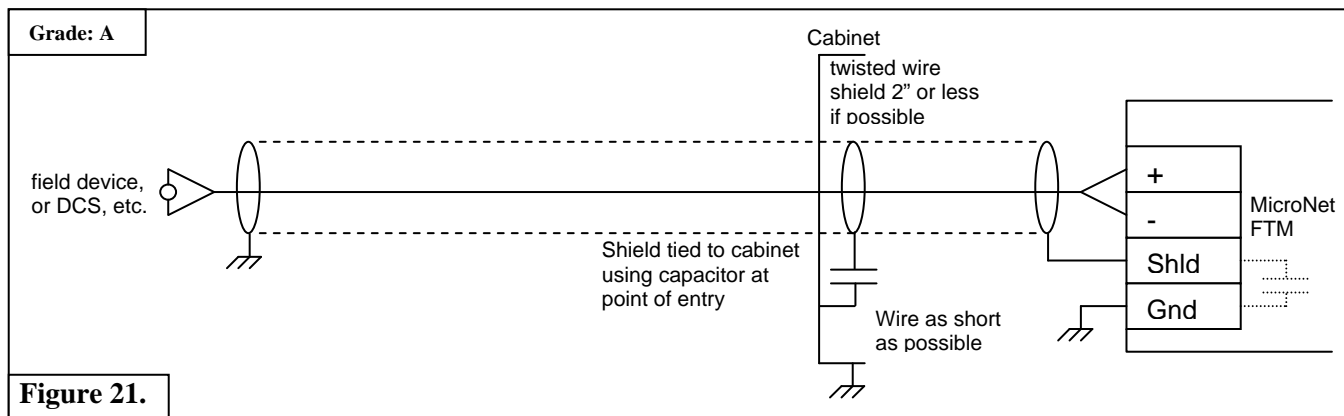 Grade: A
Cabinet
twisted wire
shield 2” or less
if possible
field device,
or DCS, etc.
+
-
MicroNet
FTM
Shld
Gnd
Shield tied to cabinet
using capacitor at
point of entry
Wire as short
as possible
Figure 21.